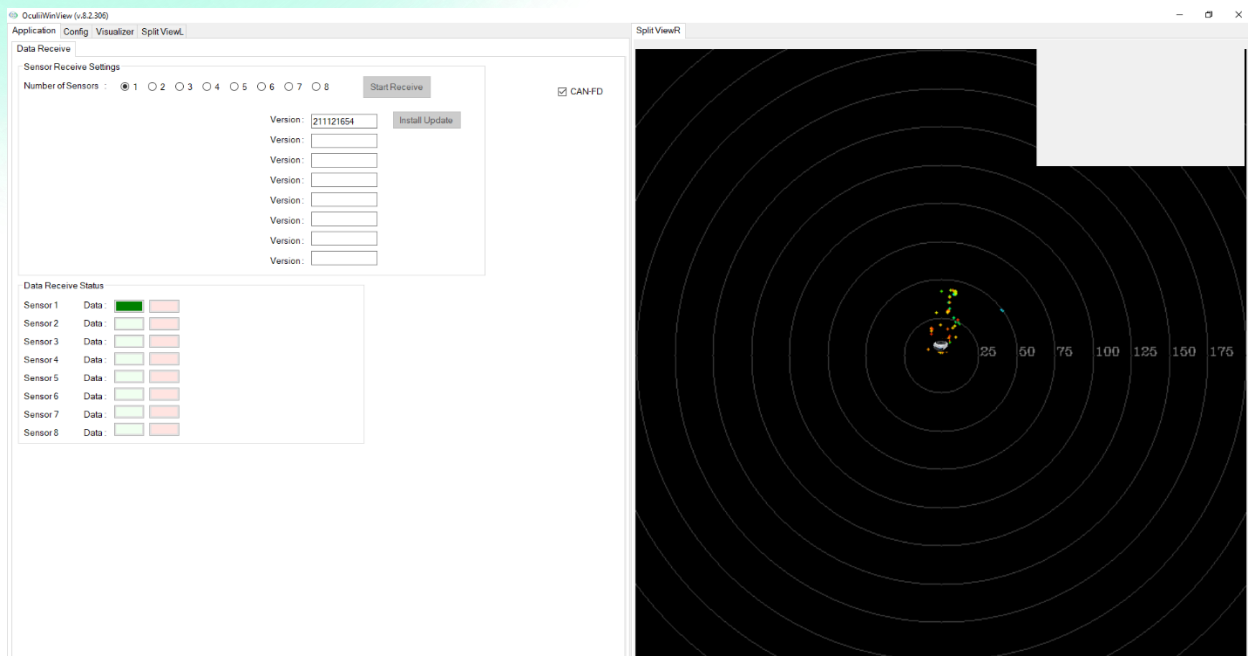 OculiiWinView (v.8.2.306)
Application Config Visualizer Split ViewL
Data Receive
Sensor Receive Settings
Number of Sensors : 1 2 3 4 5 6 7 8 Start Receive
CAN-FD
Version : 211121654 Install Update
Version :
Version :
Version :
Version :
Version :
Version :
Version :
Data Receive Status
Sensor 1 Data :
Sensor 2 Data :
Sensor 3 Data :
Sensor 4 Data :
Sensor 5 Data :
Sensor 6 Data :
Sensor 7 Data :
Sensor 8 Data :
Split ViewR
25 50 75 100 125 150 175